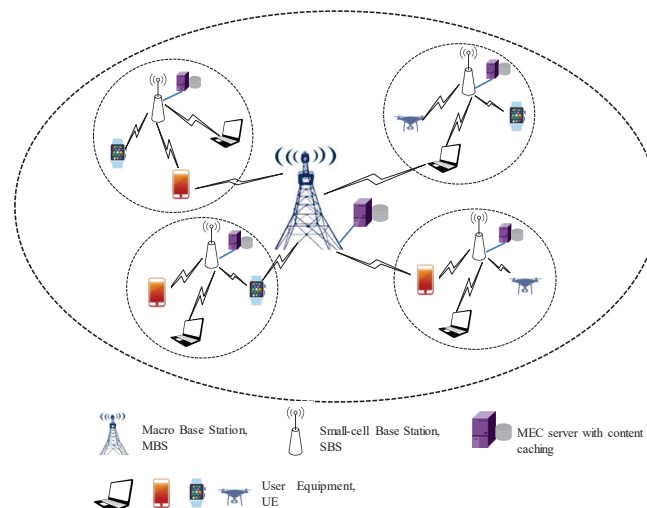 Macro Base Station,
MBS
Small-cell Base Station,
SBS
MEC server with content
caching
User Equipment,
UE